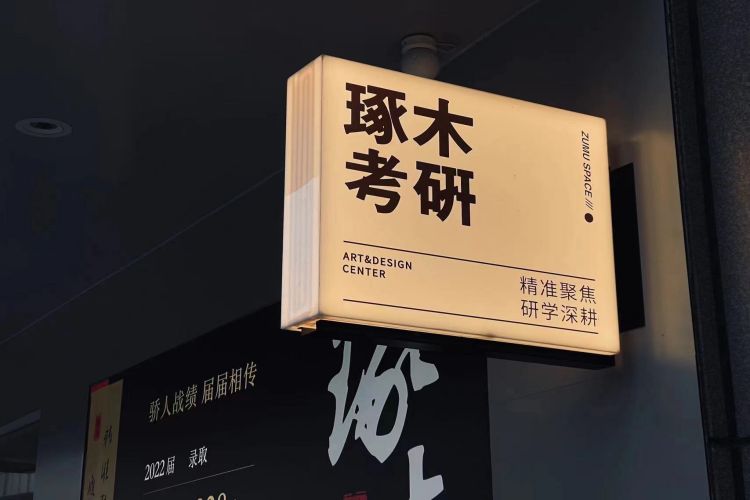 琢木
考研
ZUMU SPACE ///
ART&DESIGN
CENTER
精准聚焦
研学深耕
骄人战绩 届届相传
2022届 录取
琢